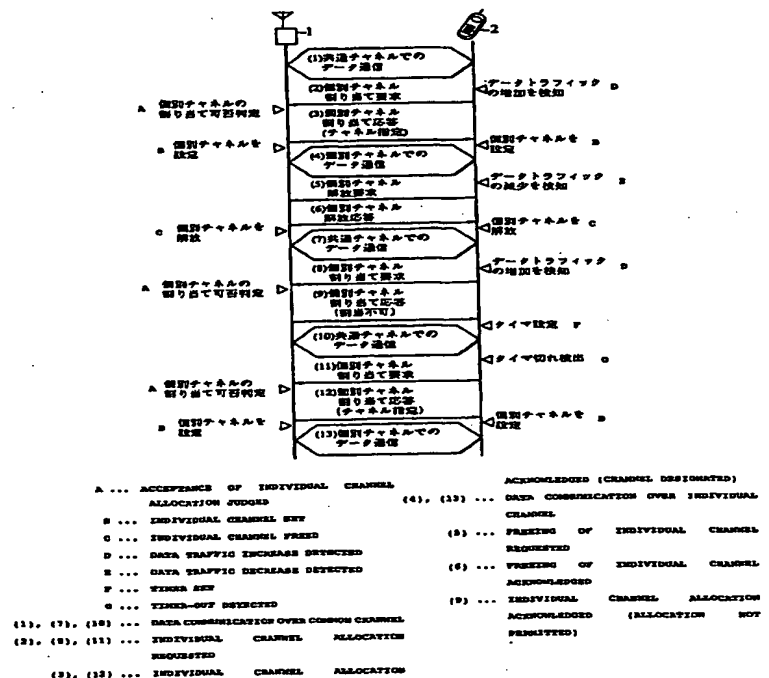 1
2
(1)共通チャネルでの
データ通信
(2)個別チャネル
割り当て要求
データトラフィック
の増加を検知 D
A 個別チャネルの
割り当て可否判定
(3)個別チャネル
割り当て応答
(チャネル指定)
B 個別チャネルを
設定
個別チャネルを
設定 B
(4)個別チャネルでの
データ通信
(5)個別チャネル
解放要求
データトラフィック
の減少を検知 E
(6)個別チャネル
解放応答
C 個別チャネルを
解放
個別チャネルを
解放 C
(7)共通チャネルでの
データ通信
(8)個別チャネル
割り当て要求
データトラフィック
の増加を検知 D
A 個別チャネルの
割り当て可否判定
(9)個別チャネル
割り当て応答
(割当不可)
タイマ設定 F
(10)共通チャネルでの
データ通信
タイマ切れ検出 G
(11)個別チャネル
割り当て要求
A 個別チャネルの
割り当て可否判定
(12)個別チャネル
割り当て応答
(チャネル指定)
B 個別チャネルを
設定
個別チャネルを
設定 B
(13)個別チャネルでの
データ通信
A ... ACCEPTANCE OF INDIVIDUAL CHANNEL
ALLOCATION JUDGED
B ... INDIVIDUAL CHANNEL SET
C ... INDIVIDUAL CHANNEL FREED
D ... DATA TRAFFIC INCREASE DETECTED
E ... DATA TRAFFIC DECREASE DETECTED
F ... TIMER SET
G ... TIMER-OUT DETECTED
(1), (7), (10) ... DATA COMMUNICATION OVER COMMON CHANNEL
(2), (8), (11) ... INDIVIDUAL CHANNEL ALLOCATION
REQUESTED
(3), (12) ... INDIVIDUAL CHANNEL ALLOCATION
ACKNOWLEDGED (CHANNEL DESIGNATED)
(4), (13) ... DATA COMMUNICATION OVER INDIVIDUAL
CHANNEL
(5) ... FREEING OF INDIVIDUAL CHANNEL
REQUESTED
(6) ... FREEING OF INDIVIDUAL CHANNEL
ACKNOWLEDGED
(9) ... INDIVIDUAL CHANNEL ALLOCATION
ACKNOWLEDGED (ALLOCATION NOT
PERMITTED)